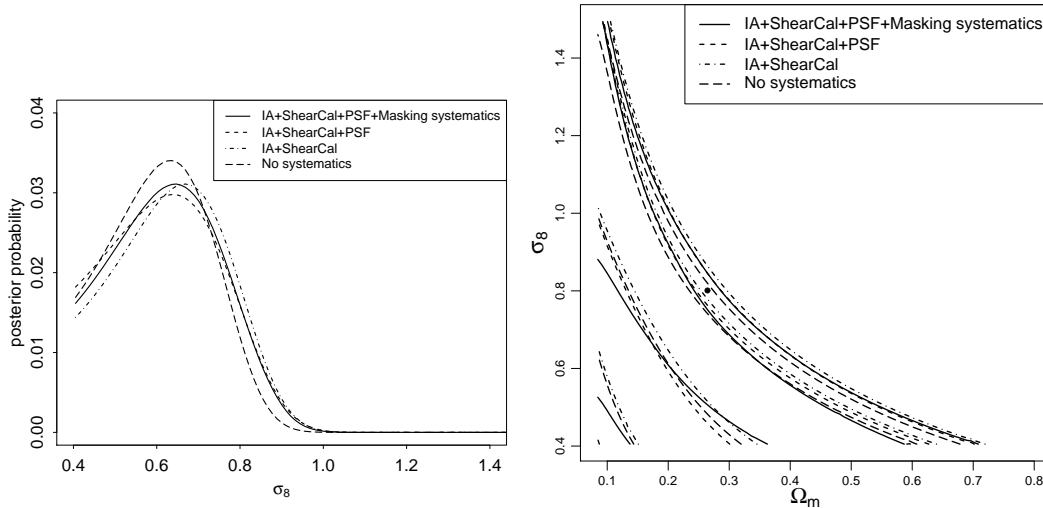 IA+ShearCal+PSF+Masking systematics
IA+ShearCal+PSF
IA+ShearCal
No systematics
posterior probability
0.04
0.03
0.02
0.01
0.00
0.4 0.6 0.8 1.0 1.2 1.4
σ8
IA+ShearCal+PSF+Masking systematics
IA+ShearCal+PSF
IA+ShearCal
No systematics
σ8
1.4
1.2
1.0
0.8
0.6
0.4
0.1 0.2 0.3 0.4 0.5 0.6 0.7 0.8
Ωm